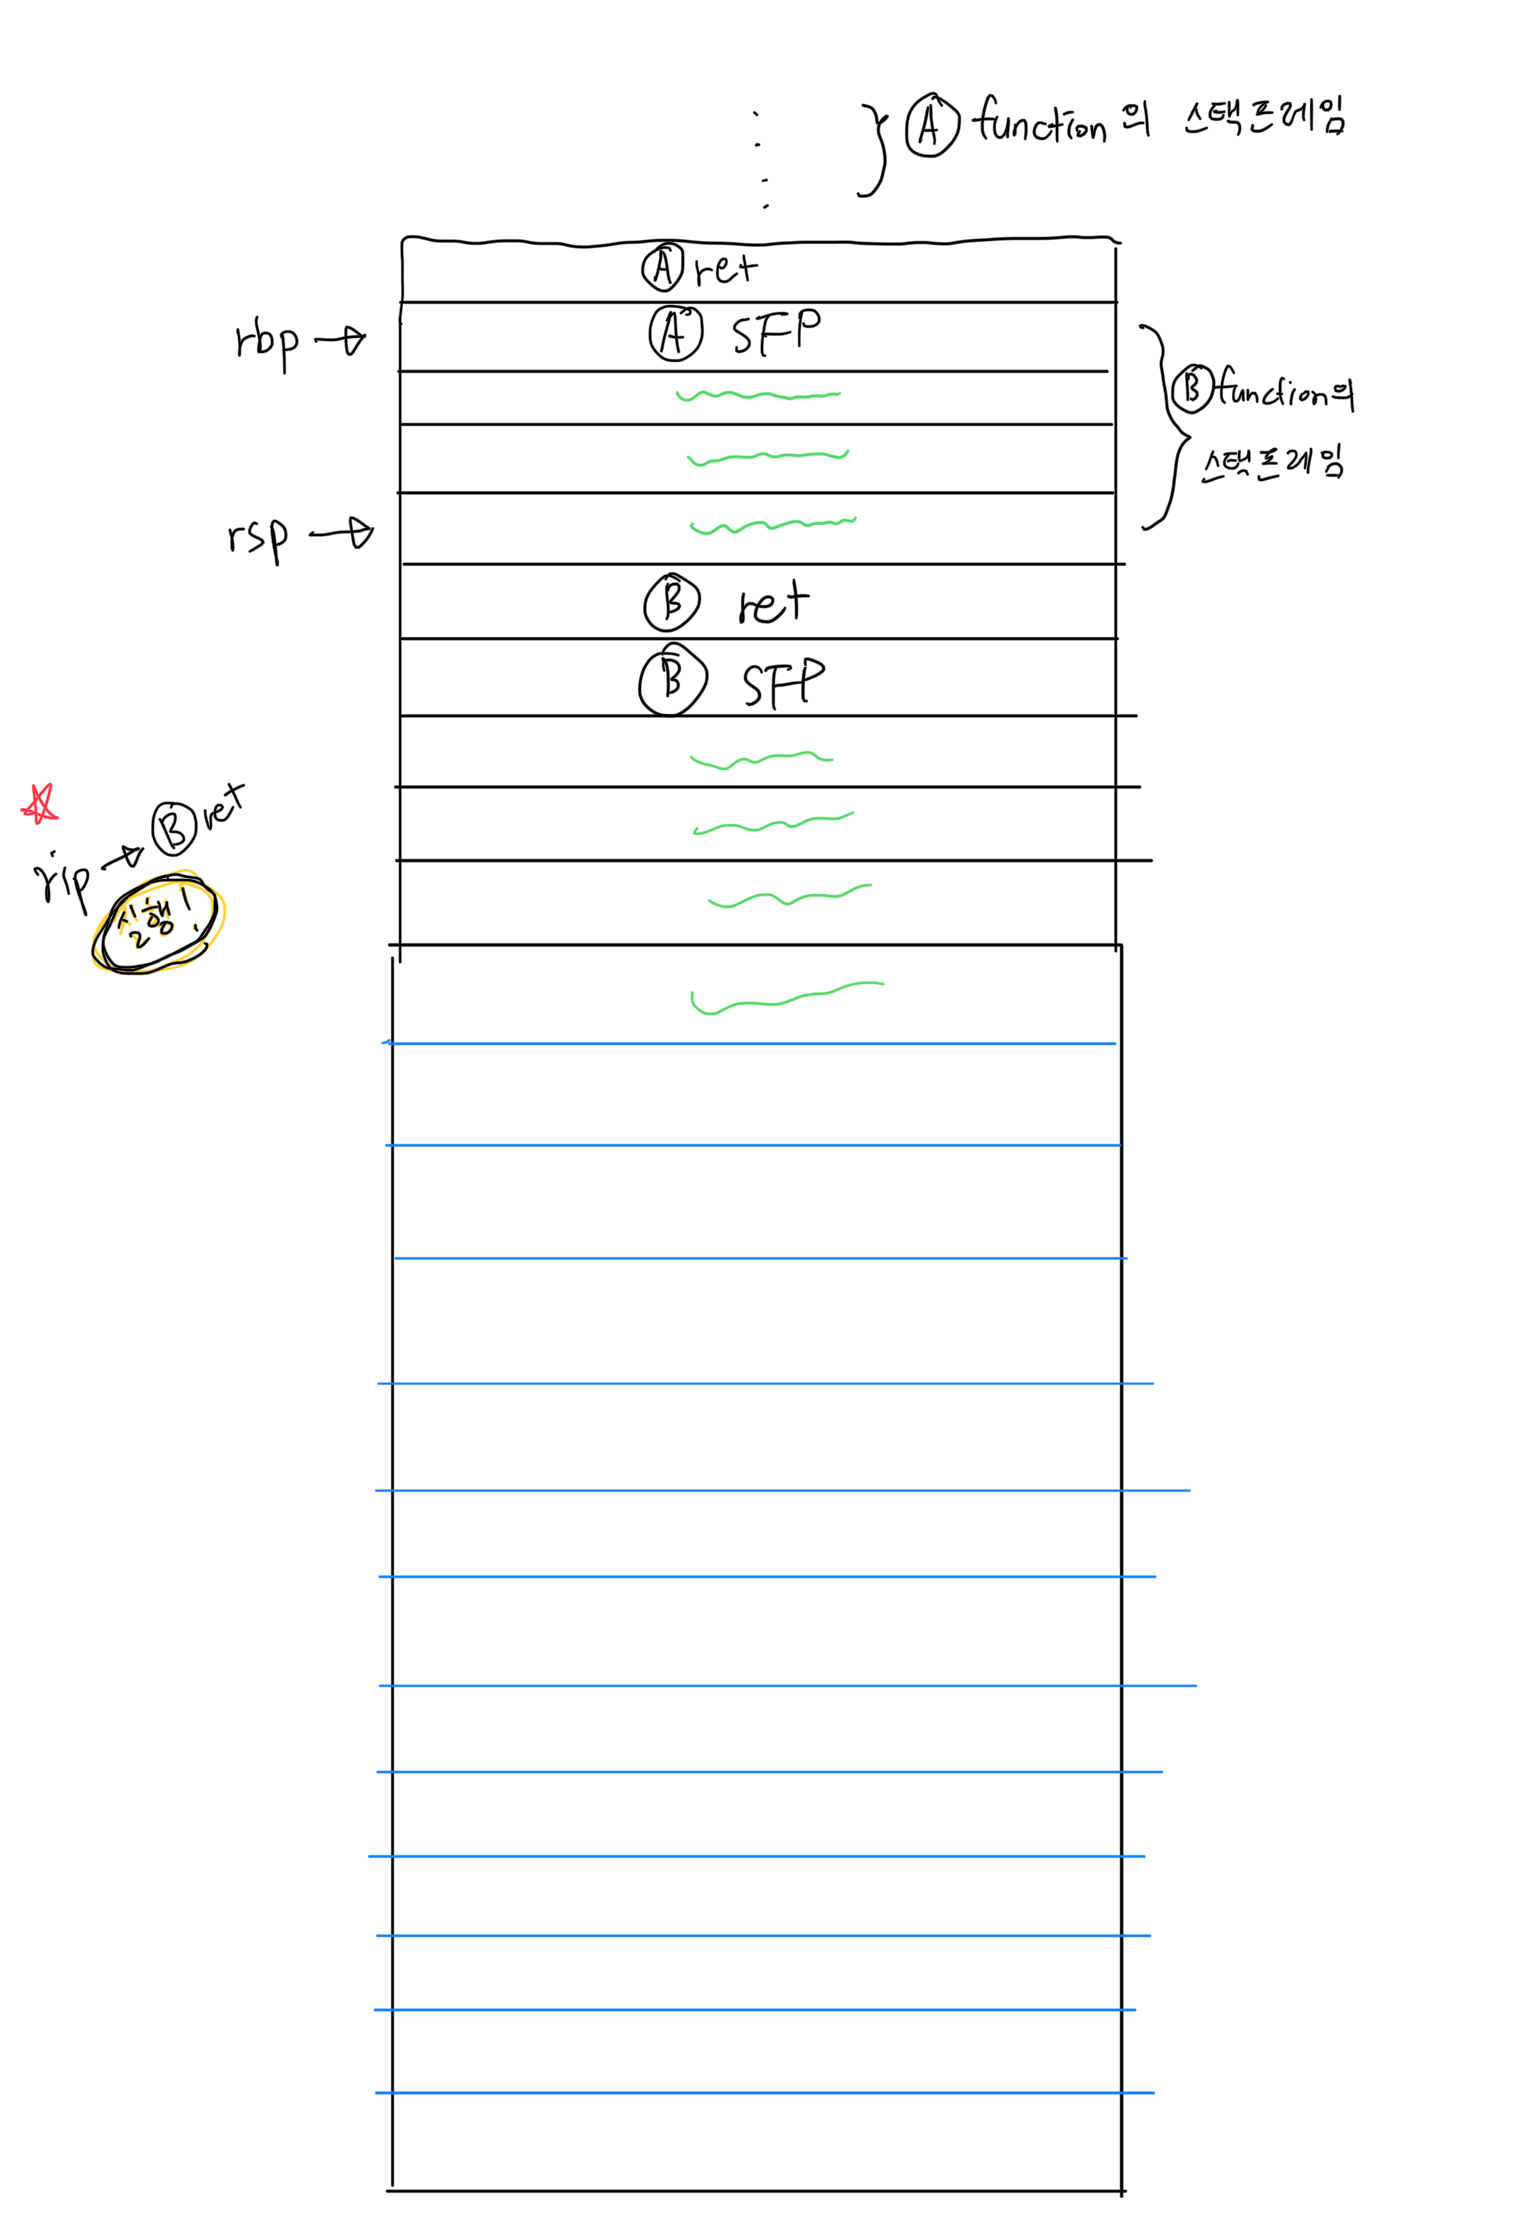 Ⓐ function의 스택프레임
Ⓐ ret
rbp → Ⓐ SFP
Ⓑ function의
스택프레임
rsp →
Ⓑ ret
Ⓑ SFP
rip → Ⓑ ret
실행!